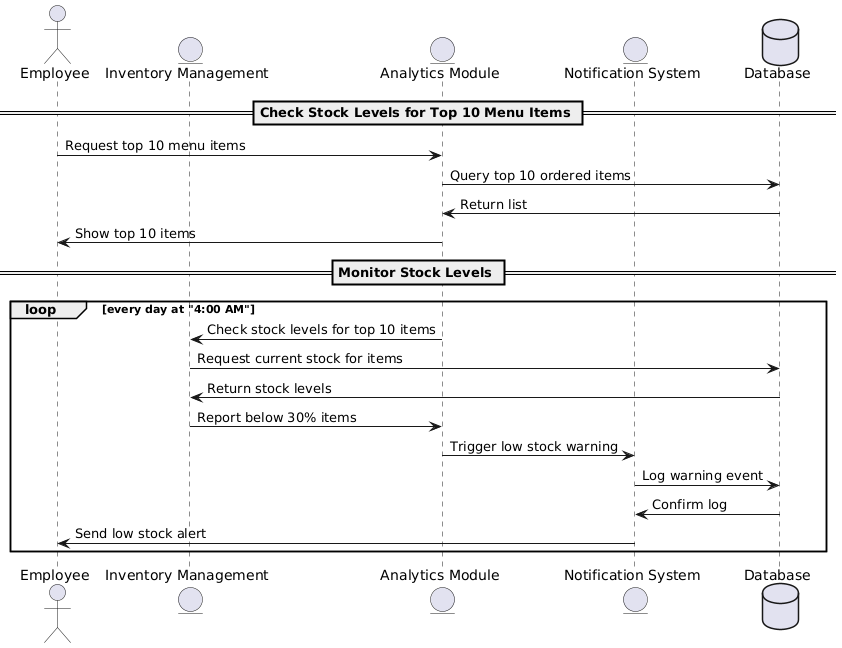 Employee
Inventory Management
Analytics Module
Notification System
Database
Check Stock Levels for Top 10 Menu Items
Request top 10 menu items
Query top 10 ordered items
Return list
Show top 10 items
Monitor Stock Levels
loop
[every day at "4:00 AM"]
Check stock levels for top 10 items
Request current stock for items
Return stock levels
Report below 30% items
Trigger low stock warning
Log warning event
Confirm log
Send low stock alert
Employee
Inventory Management
Analytics Module
Notification System
Database